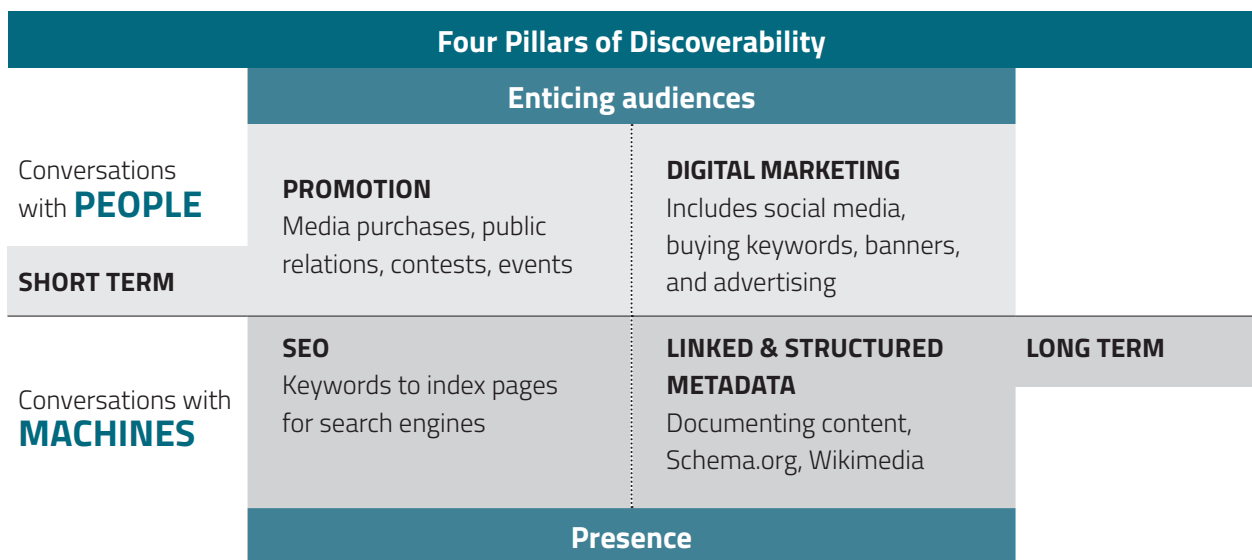 Four Pillars of Discoverability
Enticing audiences
Conversations
with PEOPLE
SHORT TERM
PROMOTION
Media purchases, public
relations, contests, events
DIGITAL MARKETING
Includes social media,
buying keywords, banners,
and advertising
Conversations with
MACHINES
SEO
Keywords to index pages
for search engines
LINKED & STRUCTURED
METADATA
Documenting content,
Schema.org, Wikimedia
LONG TERM
Presence